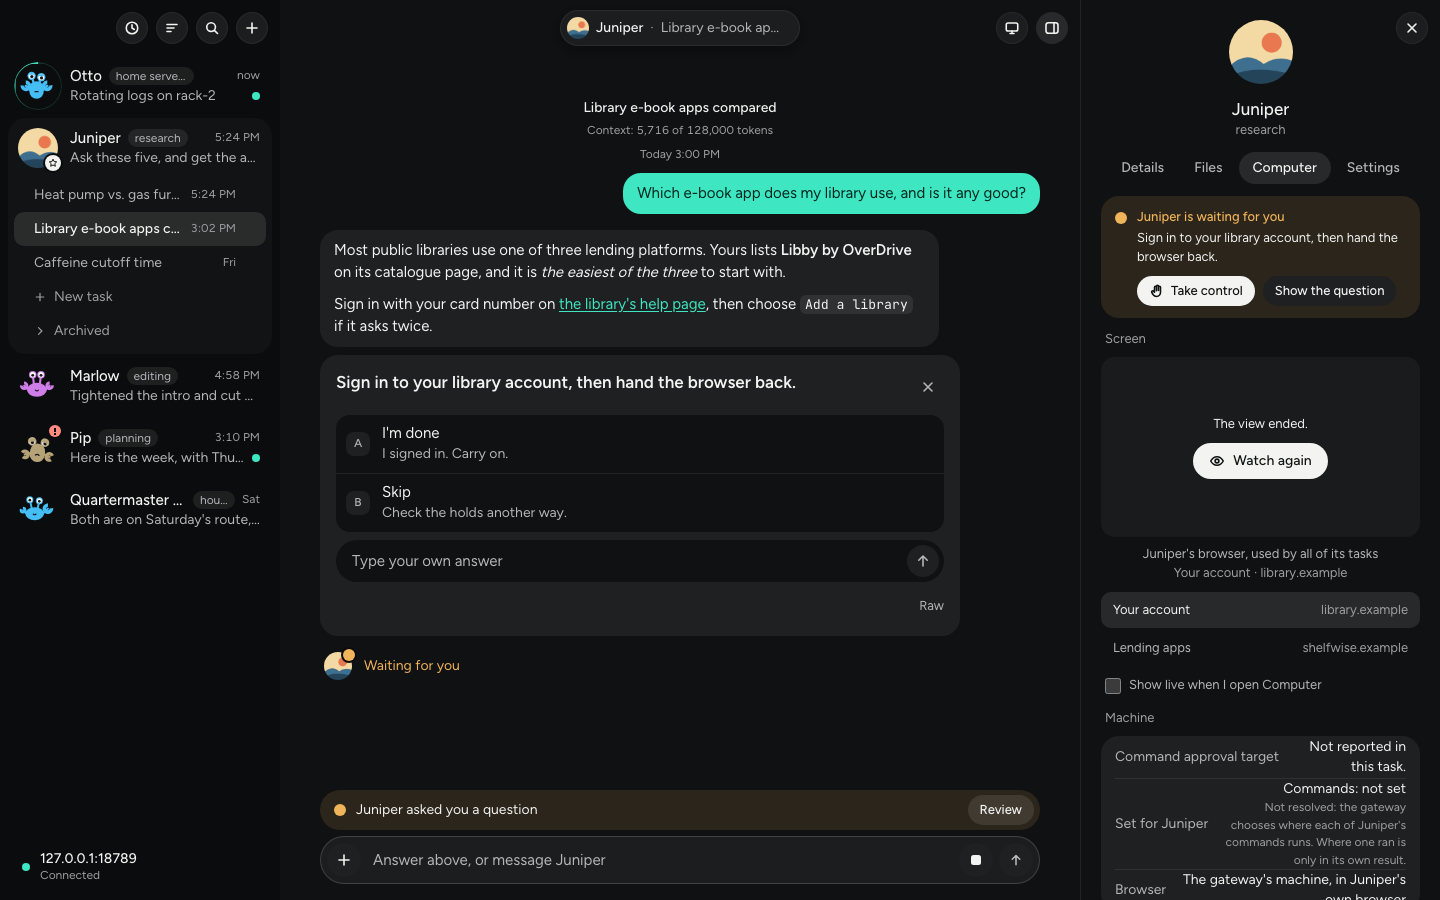 Otto home serve... now
Rotating logs on rack-2
Juniper research 5:24 PM
Ask these five, and get the a...
Heat pump vs. gas fur... 5:24 PM
Library e-book apps c... 3:02 PM
Caffeine cutoff time Fri
New task
Archived
Marlow editing 4:58 PM
Tightened the intro and cut ...
Pip planning 3:10 PM
Here is the week, with Thu...
Quartermaster ... hou... Sat
Both are on Saturday's route,...
127.0.0.1:18789
Connected
Juniper · Library e-book ap...
Library e-book apps compared
Context: 5,716 of 128,000 tokens
Today 3:00 PM
Which e-book app does my library use, and is it any good?
Most public libraries use one of three lending platforms. Yours lists Libby by OverDrive
on its catalogue page, and it is the easiest of the three to start with.
Sign in with your card number on the library's help page, then choose Add a library
if it asks twice.
Sign in to your library account, then hand the browser back.
A I'm done
I signed in. Carry on.
B Skip
Check the holds another way.
Type your own answer
Raw
Waiting for you
Juniper asked you a question Review
Answer above, or message Juniper
Juniper
research
Details Files Computer Settings
Juniper is waiting for you
Sign in to your library account, then hand the
browser back.
Take control Show the question
Screen
The view ended.
Watch again
Juniper's browser, used by all of its tasks
Your account · library.example
Your account library.example
Lending apps shelfwise.example
Show live when I open Computer
Machine
Command approval target Not reported in
this task.
Set for Juniper Commands: not set
Not resolved: the gateway
chooses where each of Juniper's
commands runs. Where one ran is
only in its own result.
Browser The gateway's machine, in Juniper's
own browser